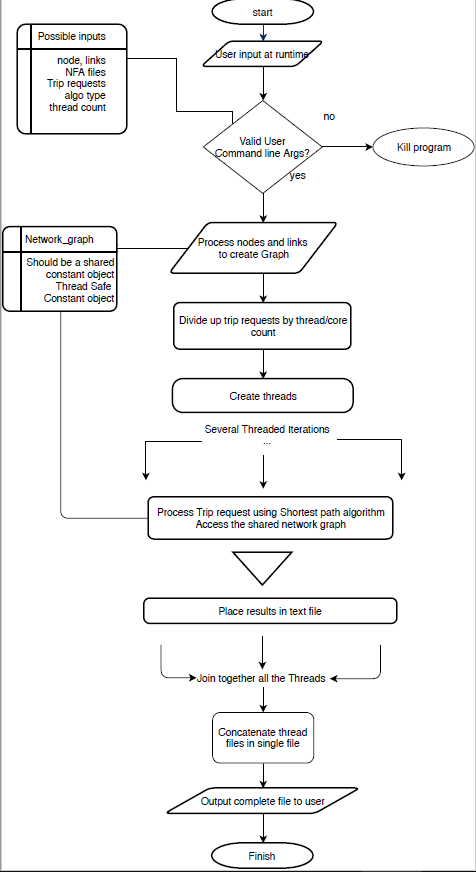 start
Possible inputs
node, links
NFA files
Trip requests
algo type
thread count
User input at runtime
Valid User
Command line Args?
no
Kill program
yes
Network_graph
Should be a shared
constant object
Thread Safe
Constant object
Process nodes and links
to create Graph
Divide up trip requests by thread/core
count
Create threads
Several Threaded Iterations
...
Process Trip request using Shortest path algorithm
Access the shared network graph
Place results in text file
Join together all the Threads
Concatenate thread
files in single file
Output complete file to user
Finish